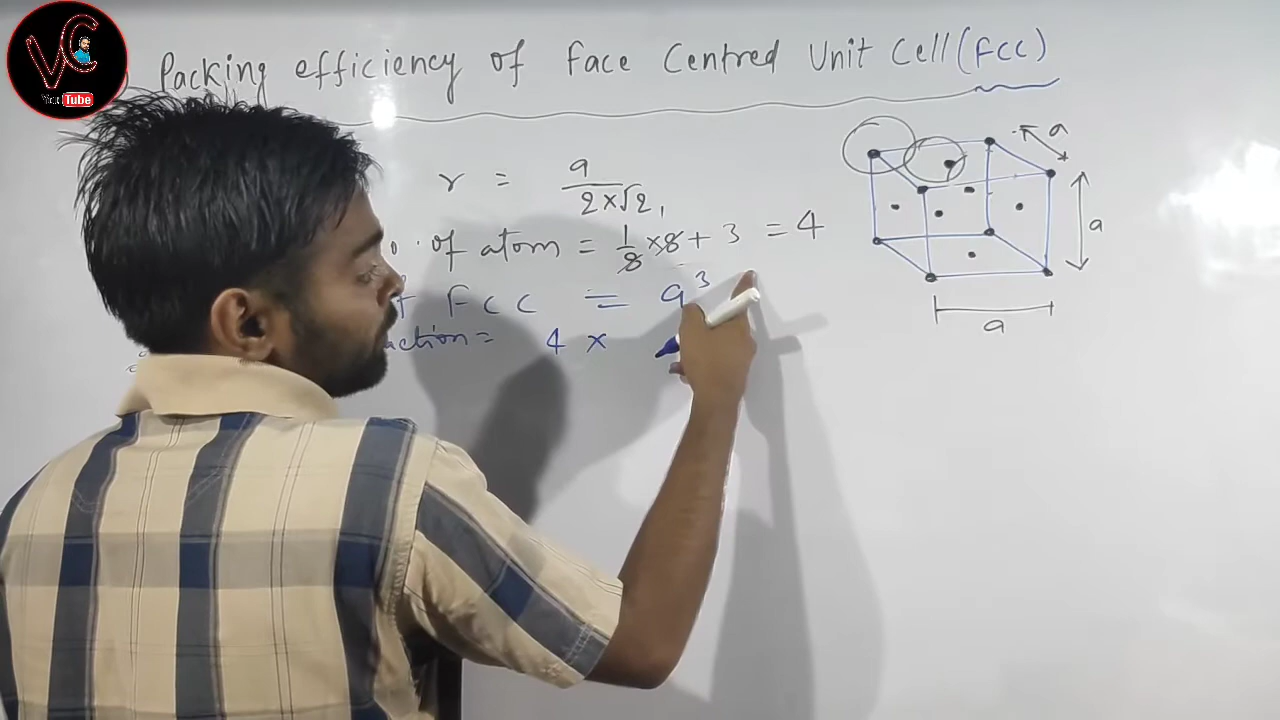 VC
YouTube
Packing efficiency of Face Centred Unit Cell (FCC)
r = a / 2×√2,
of atom = 1/8 × 8 + 3 = 4
FCC = a³
4 ×
a
a
a